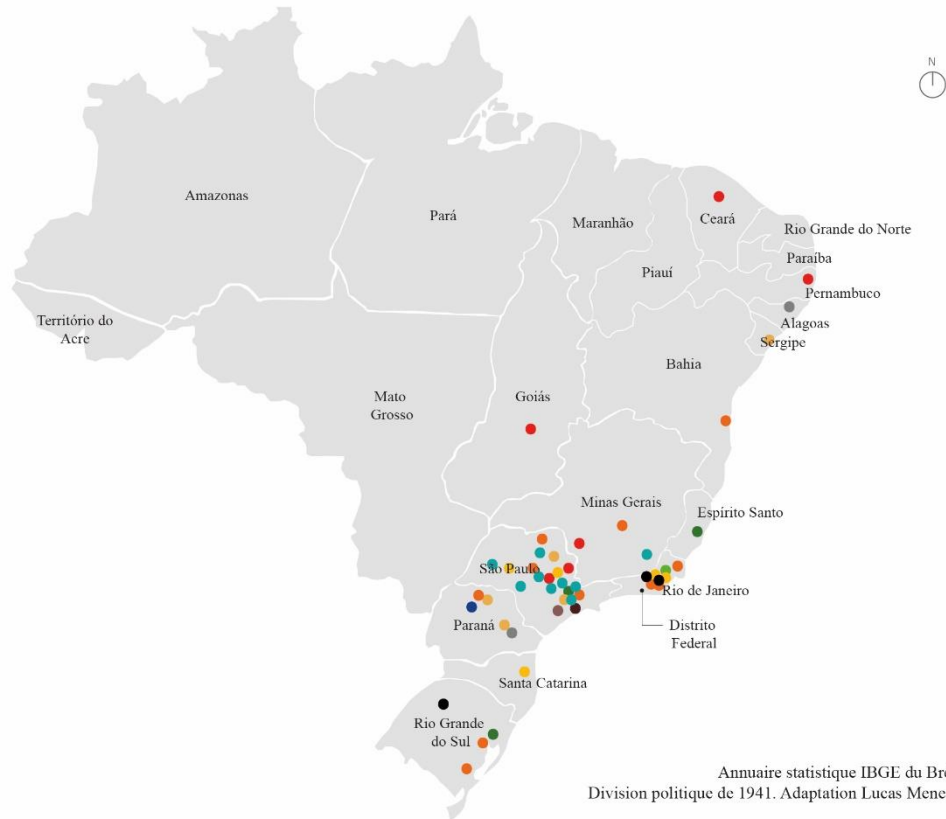 N
Amazonas
Pará
Maranhão
Ceará
Rio Grande do Norte
Paraíba
Piauí
Pernambuco
Território do
Acre
Alagoas
Sergipe
Bahia
Mato
Grosso
Goiás
Minas Gerais
Espírito Santo
São Paulo
Rio de Janeiro
Distrito
Federal
Paraná
Santa Catarina
Rio Grande
do Sul
Annuaire statistique IBGE du
Division politique de 1941. Adaptation Lucas